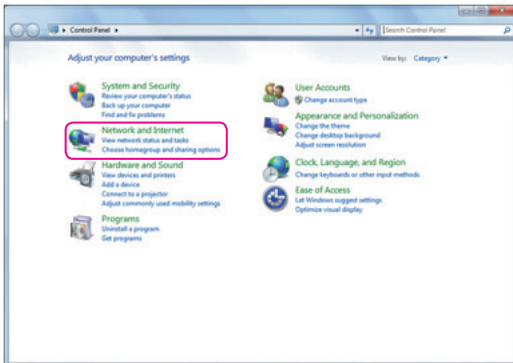 Control Panel
Search Control Panel
Adjust your computer's settings
View by: Category
System and Security
Review your computer's status
Back up your computer
Find and fix problems
Network and Internet
View network status and tasks
Choose homegroup and sharing options
Hardware and Sound
View devices and printers
Add a device
Connect to a projector
Adjust commonly used mobility settings
Programs
Uninstall a program
Get programs
User Accounts
Change account type
Appearance and Personalization
Change the theme
Change desktop background
Adjust screen resolution
Clock, Language, and Region
Change keyboards or other input methods
Ease of Access
Let Windows suggest settings
Optimize visual display